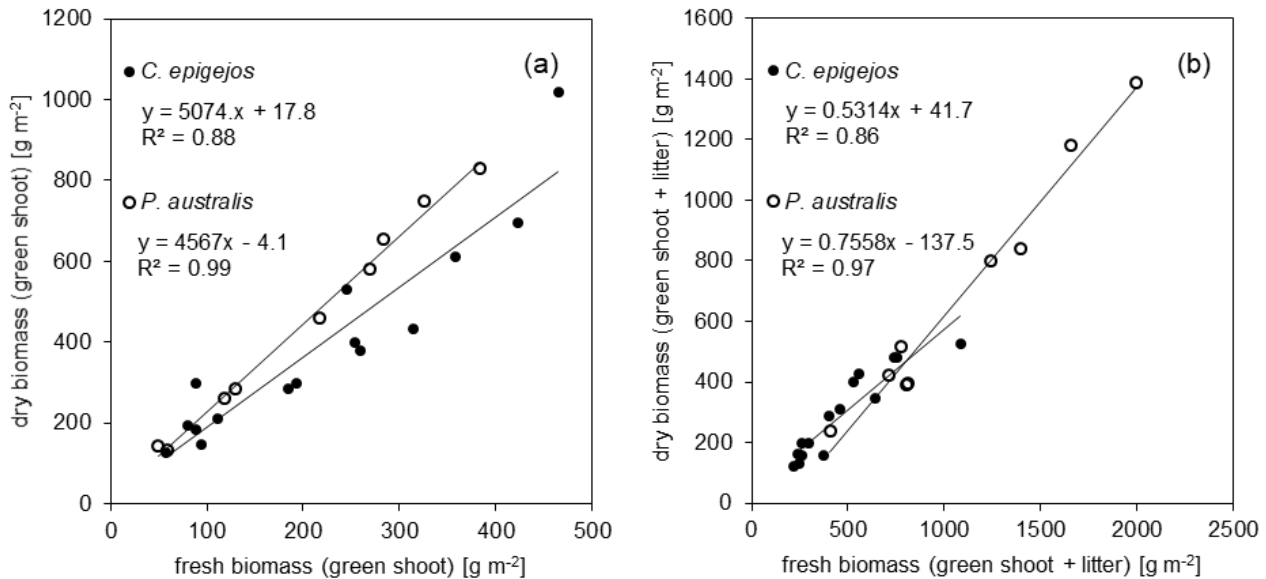 (a)
dry biomass (green shoot) [g m-2]
1200
1000
800
600
400
200
0
C. epigejos
y = 5074.x + 17.8
R² = 0.88
P. australis
y = 4567x - 4.1
R² = 0.99
0 100 200 300 400 500
fresh biomass (green shoot) [g m-2]
(b)
dry biomass (green shoot + litter) [g m-2]
1600
1400
1200
1000
800
600
400
200
0
C. epigejos
y = 0.5314x + 41.7
R² = 0.86
P. australis
y = 0.7558x - 137.5
R² = 0.97
0 500 1000 1500 2000 2500
fresh biomass (green shoot + litter) [g m-2]